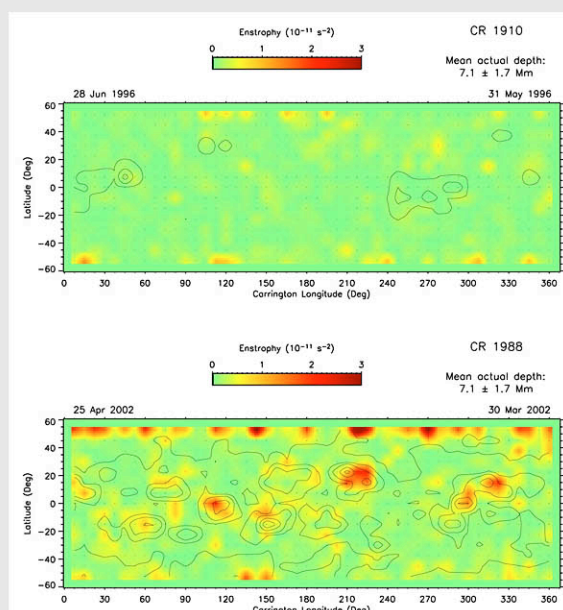 CR 1910
Enstrophy (10⁻¹¹ s⁻²)
0 1 2 3
Mean actual depth:
7.1 ± 1.7 Mm
28 Jun 1996
31 May 1996
60
40
20
0
−20
−40
−60
Latitude (Deg)
0 30 60 90 120 150 180 210 240 270 300 330 360
Carrington Longitude (Deg)
CR 1988
Enstrophy (10⁻¹¹ s⁻²)
0 1 2 3
Mean actual depth:
7.1 ± 1.7 Mm
25 Apr 2002
30 Mar 2002
60
40
20
0
−20
−40
−60
Latitude (Deg)
0 30 60 90 120 150 180 210 240 270 300 330 360
Carrington Longitude (Deg)